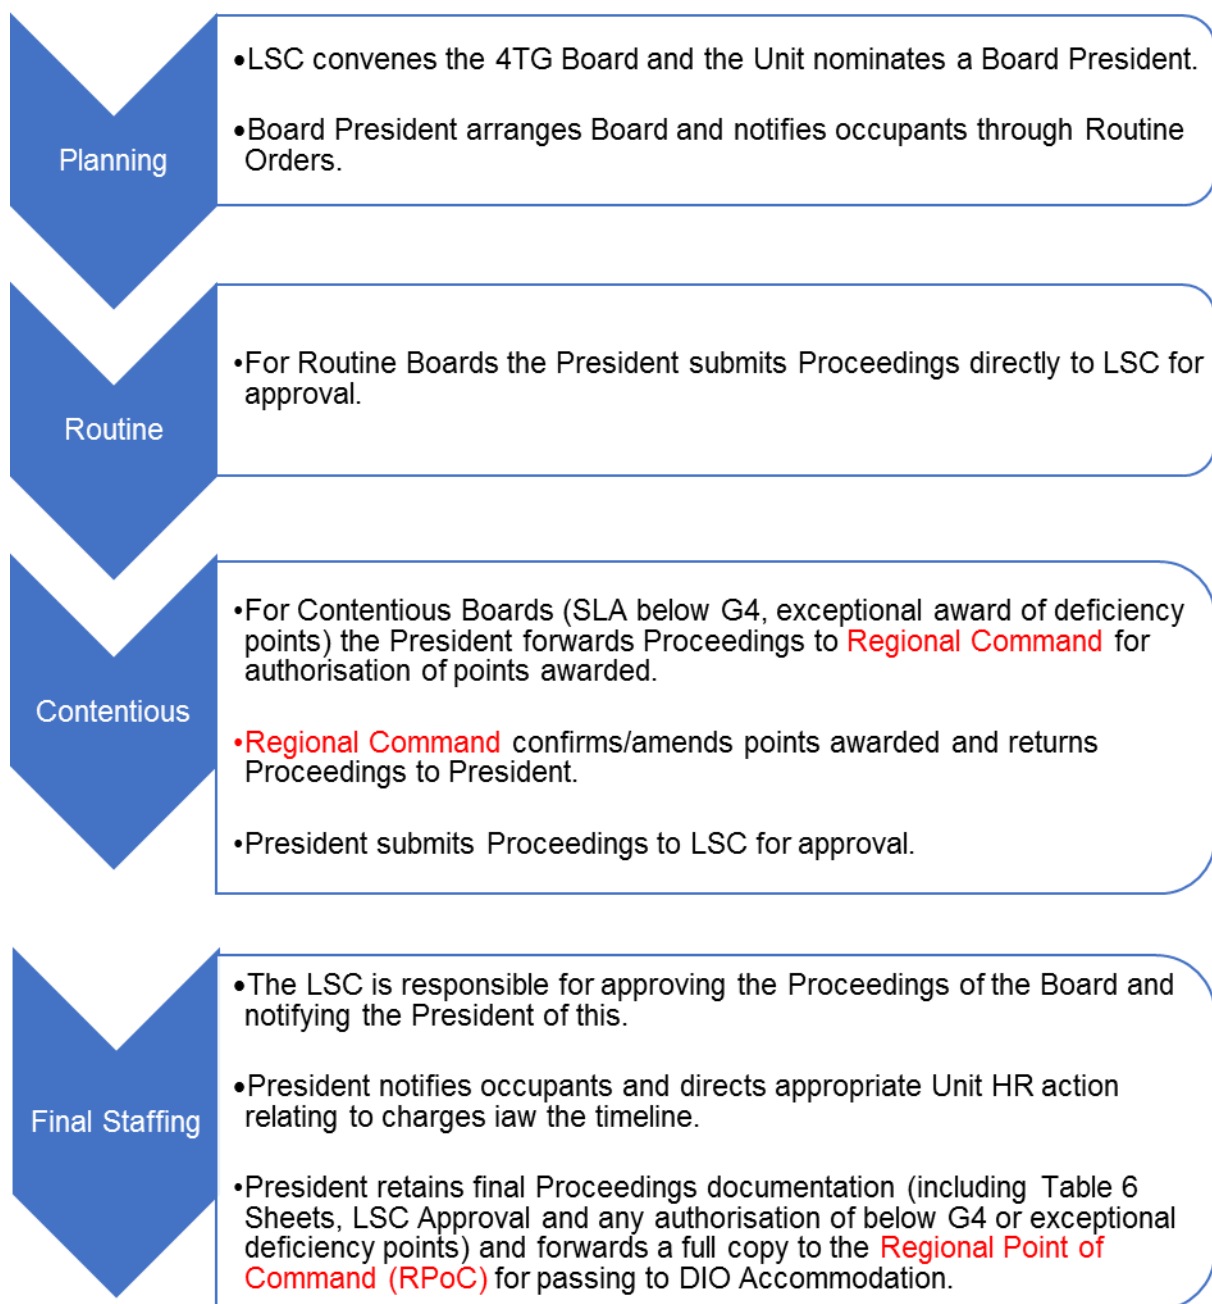 Planning
•LSC convenes the 4TG Board and the Unit nominates a Board President.
•Board President arranges Board and notifies occupants through Routine
Orders.
Routine
•For Routine Boards the President submits Proceedings directly to LSC for
approval.
Contentious
•For Contentious Boards (SLA below G4, exceptional award of deficiency
points) the President forwards Proceedings to Regional Command for
authorisation of points awarded.
•Regional Command confirms/amends points awarded and returns
Proceedings to President.
•President submits Proceedings to LSC for approval.
Final Staffing
•The LSC is responsible for approving the Proceedings of the Board and
notifying the President of this.
•President notifies occupants and directs appropriate Unit HR action
relating to charges iaw the timeline.
•President retains final Proceedings documentation (including Table 6
Sheets, LSC Approval and any authorisation of below G4 or exceptional
deficiency points) and forwards a full copy to the Regional Point of
Command (RPoC) for passing to DIO Accommodation.